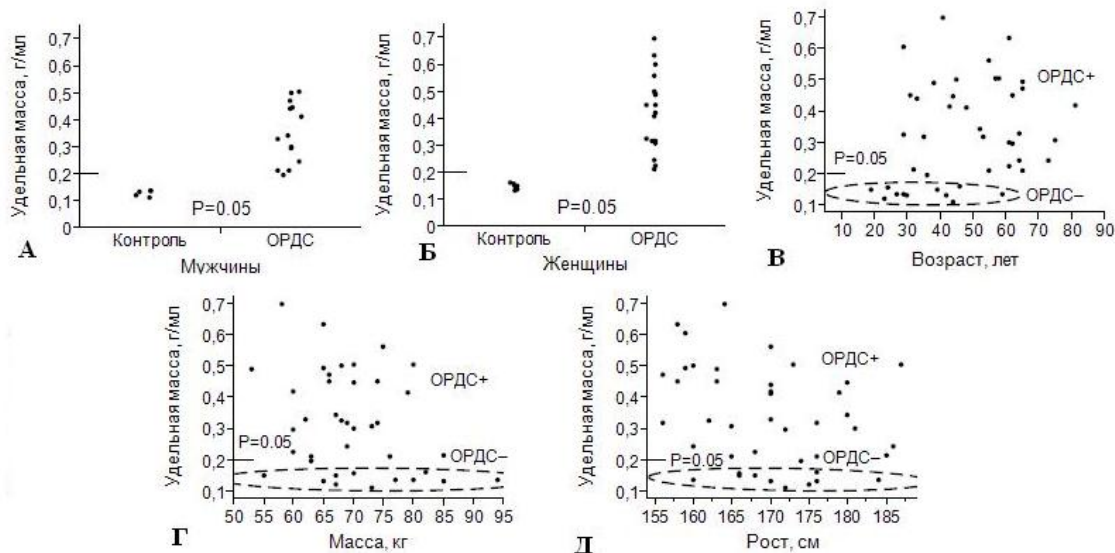 Удельная масса, г/мл
0,7
0,6
0,5
0,4
0,3
0,2
0,1
0
P=0.05
Контроль
ОРДС
Мужчины
А
Удельная масса, г/мл
0,7
0,6
0,5
0,4
0,3
0,2
0,1
0
P=0.05
Контроль
ОРДС
Женщины
Б
Удельная масса, г/мл
0,7
0,6
0,5
0,4
0,3
0,2
0,1
ОРДС+
P=0.05
ОРДС–
10 20 30 40 50 60 70 80 90
Возраст, лет
В
Удельная масса, г/мл
0,7
0,6
0,5
0,4
0,3
0,2
0,1
ОРДС+
P=0.05
ОРДС–
50 55 60 65 70 75 80 85 90 95
Масса, кг
Г
Удельная масса, г/мл
0,7
0,6
0,5
0,4
0,3
0,2
0,1
ОРДС+
P=0.05
ОРДС–
155 160 165 170 175 180 185
Рост, см
Д